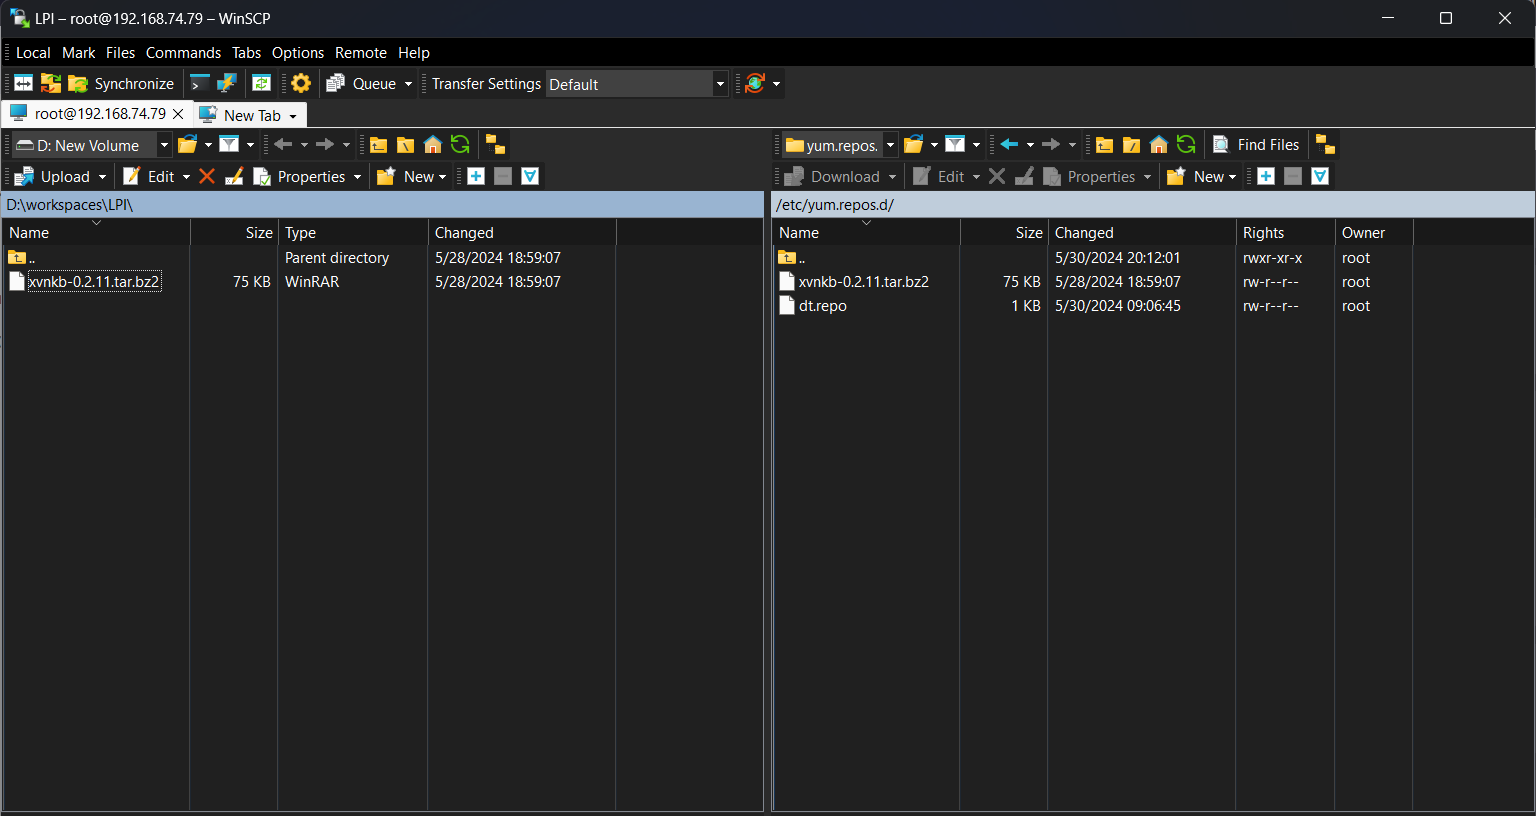 LPI – root@192.168.74.79 – WinSCP
Local Mark Files Commands Tabs Options Remote Help
Synchronize Queue Transfer Settings Default
root@192.168.74.79 New Tab
D: New Volume
Upload Edit Properties New
D:\workspaces\LPI\
Name Size Type Changed
.. Parent directory 5/28/2024 18:59:07
xvnkb-0.2.11.tar.bz2 75 KB WinRAR 5/28/2024 18:59:07
yum.repos. Find Files
Download Edit Properties New
/etc/yum.repos.d/
Name Size Changed Rights Owner
.. 5/30/2024 20:12:01 rwxr-xr-x root
xvnkb-0.2.11.tar.bz2 75 KB 5/28/2024 18:59:07 rw-r--r-- root
dt.repo 1 KB 5/30/2024 09:06:45 rw-r--r-- root